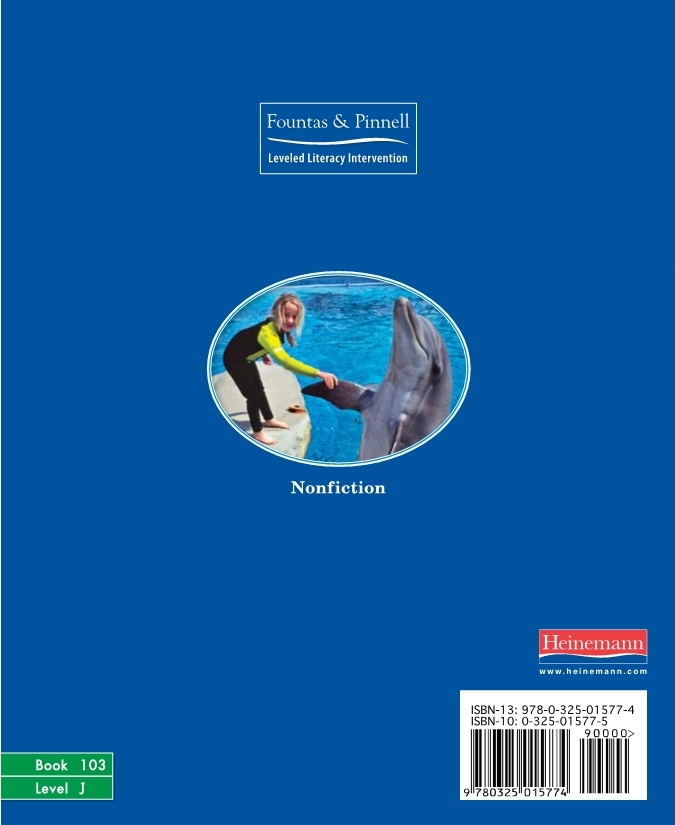 Fountas & Pinnell
Leveled Literacy Intervention
Nonfiction
Heinemann
www.heinemann.com
ISBN-13: 978-0-325-01577-4
ISBN-10: 0-325-01577-5
90000>
9 780325 015774
Book 103
Level J